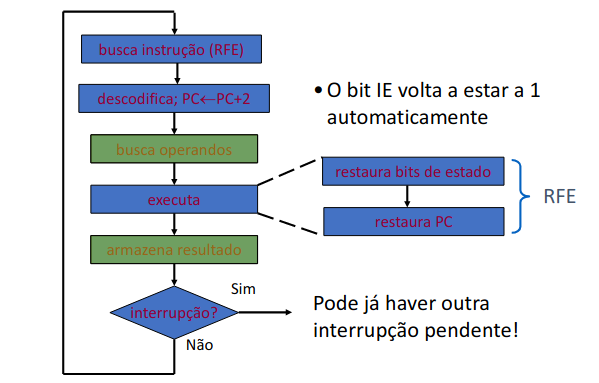 busca instrução (RFE)
descodifica; PC←PC+2
busca operandos
executa
armazena resultado
interrupção?
Sim
Não
• O bit IE volta a estar a 1
automaticamente
restaura bits de estado
restaura PC
RFE
Pode já haver outra
interrupção pendente!